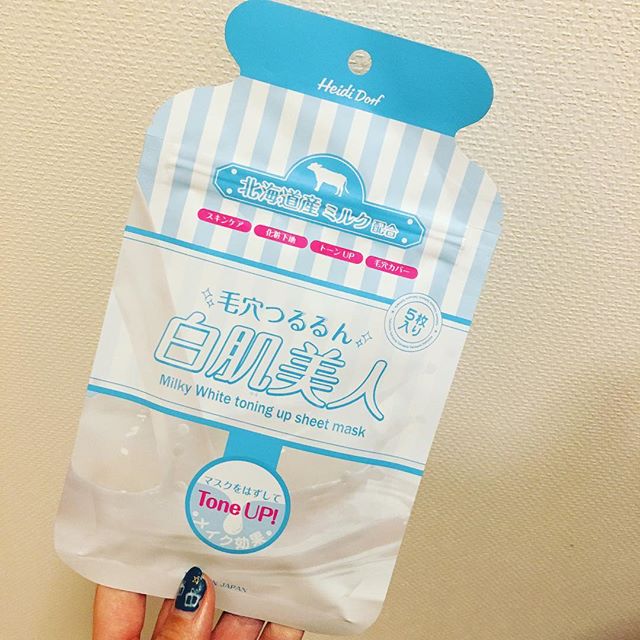 Heidi Dorf
北海道産 ミルク 配合
スキンケア 化粧下地 トーンUP 毛穴カバー
5枚
入り
毛穴つるるん
白肌美人
Milky White toning up sheet mask
マスクをはずして
Tone UP!
メイク効果
JAPAN